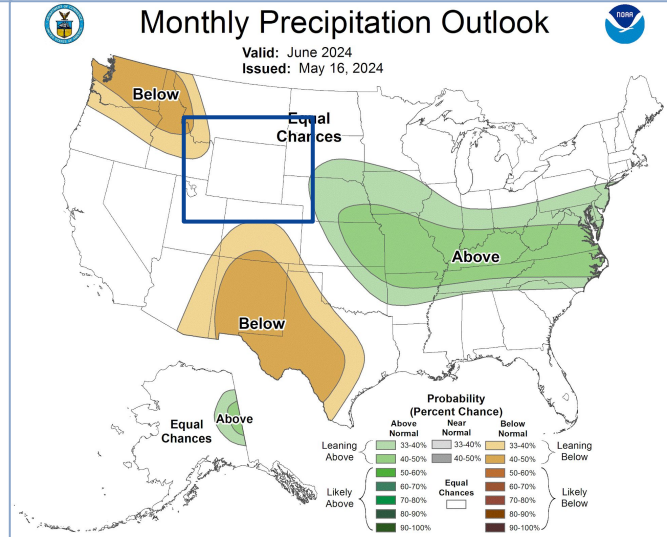 Monthly Precipitation Outlook
Valid: June 2024
Issued: May 16, 2024
NOAA
Below
Equal
Chances
Above
Below
Equal
Chances
Above
Probability
(Percent Chance)
Above
Normal
Near
Normal
Below
Normal
Leaning
Above
33-40%
40-50%
33-40%
40-50%
33-40%
40-50%
Leaning
Below
Likely
Above
50-60%
60-70%
70-80%
80-90%
90-100%
Equal
Chances
50-60%
60-70%
70-80%
80-90%
90-100%
Likely
Below